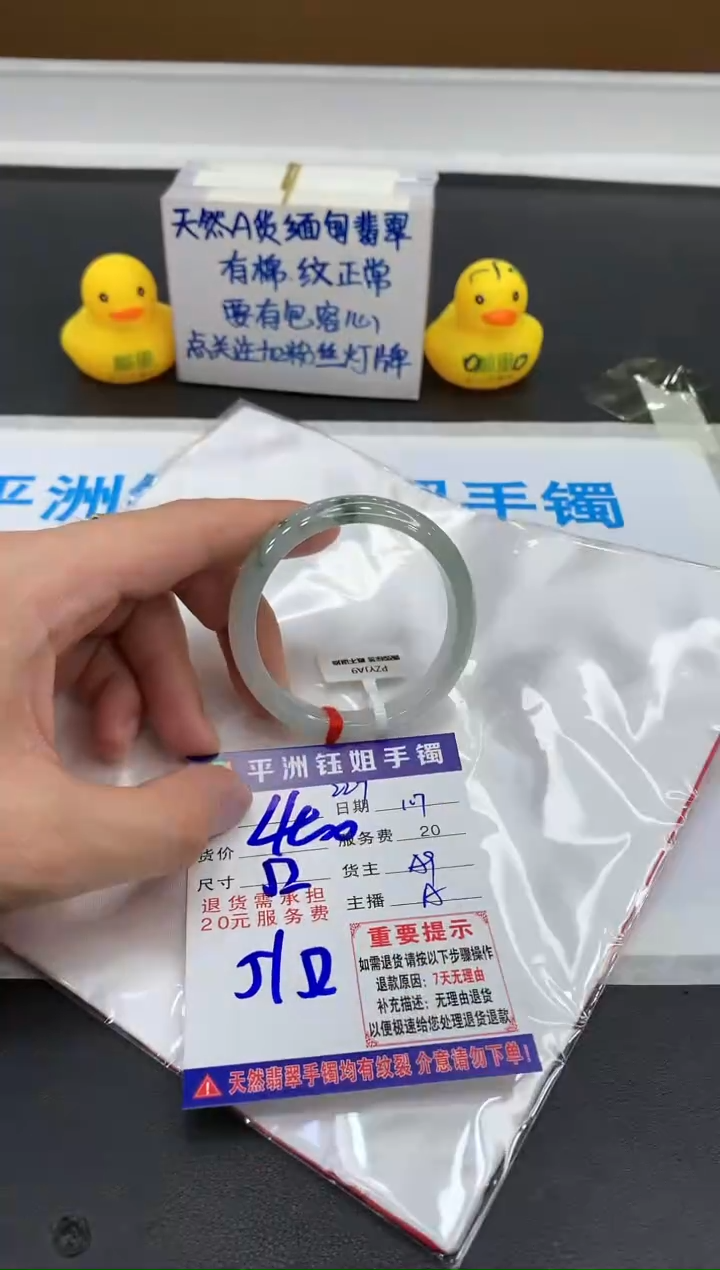 天然A货缅甸翡翠
有棉.纹正常
要有包容心
点关注加粉丝灯牌
平洲
姐手镯
PZYJA9
平洲钰姐手镯
日期
货价
服务费 20
尺寸
货主 A9
主播 A
退货需承担
20元服务费
重要提示
如需退货请按以下步骤操作
退款原因：7天无理由
补充描述：无理由退货
以便极速给您处理退货退款
天然翡翠手镯均有纹裂 介意请勿下单！